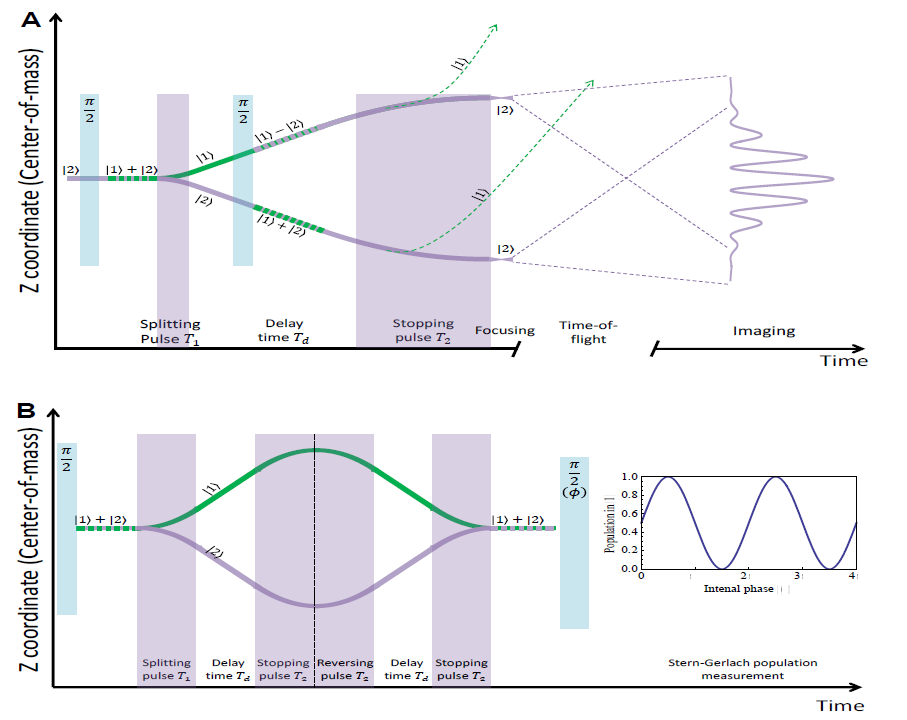 A
Z coordinate (Center-of-mass)
π
2
π
2
|2⟩
|1⟩ + |2⟩
|1⟩
|2⟩
|1⟩ − |2⟩
|1⟩ + |2⟩
|1⟩
|1⟩
|2⟩
|2⟩
Splitting
Pulse T1
Delay
time Td
Stopping
pulse T2
Focusing
Time-of-
flight
Imaging
Time
B
Z coordinate (Center-of-mass)
π
2
|1⟩ + |2⟩
|1⟩
|2⟩
|1⟩ + |2⟩
π
2
(ϕ)
Splitting
pulse T1
Delay
time Td
Stopping
pulse T2
Reversing
pulse T2
Delay
time Td
Stopping
pulse T2
Population in 1
1.0
0.8
0.6
0.4
0.2
0.0
0
2
3
4
Intenal phase
Stern-Gerlach population
measurement
Time